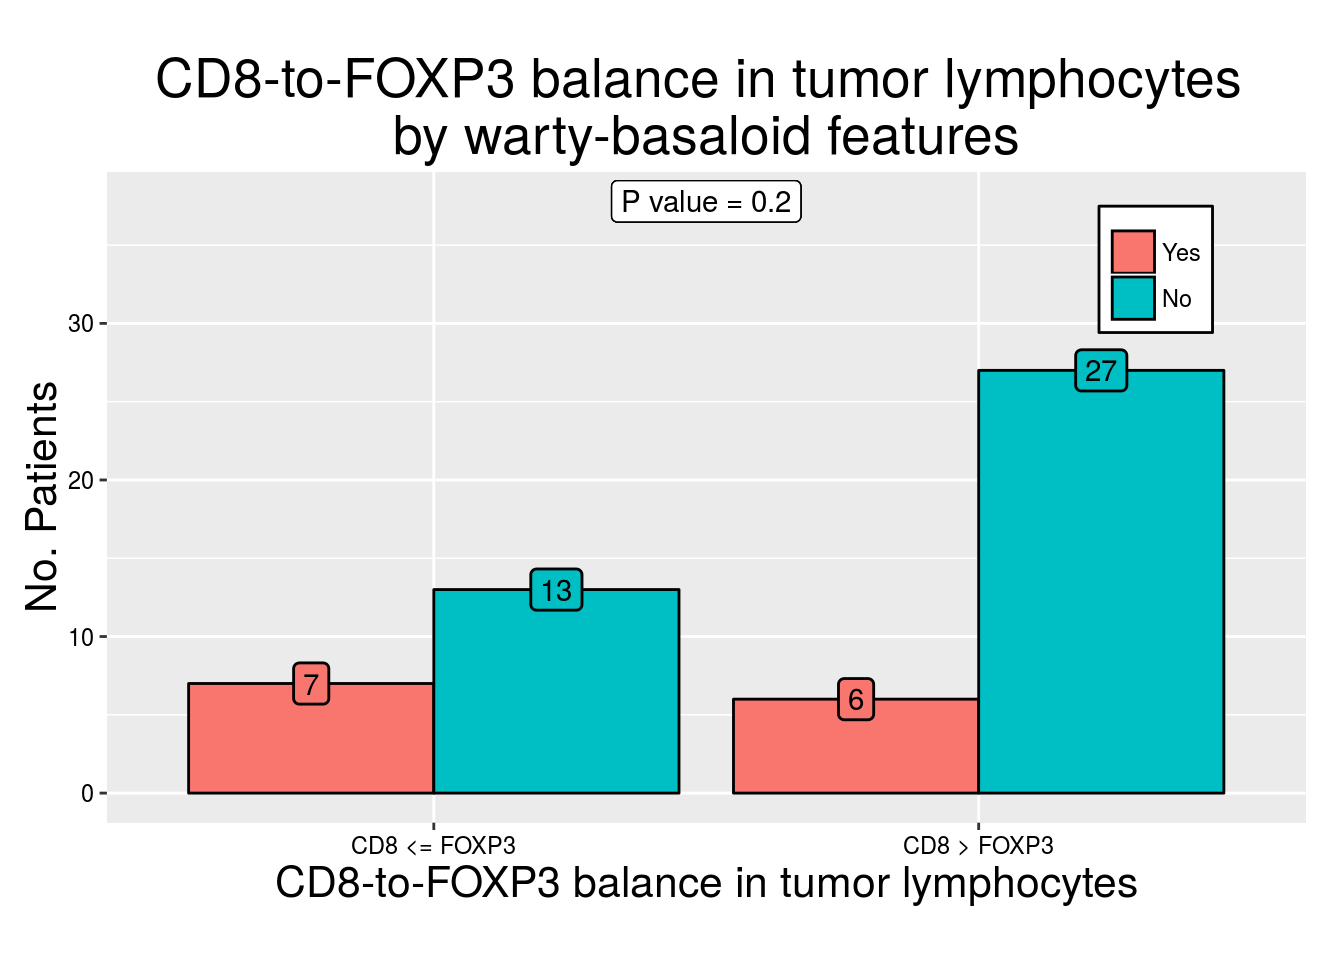 CD8-to-FOXP3 balance in tumor lymphocytes
by warty-basaloid features
P value = 0.2
Yes
No
No. Patients
30
20
10
0
7
13
6
27
CD8 <= FOXP3
CD8 > FOXP3
CD8-to-FOXP3 balance in tumor lymphocytes